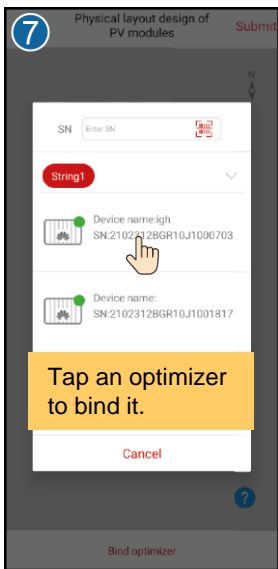 7
Physical layout design of
PV modules
Submit
N
SN
Enter SN
String1
Device name:igh
SN:2102312BGR10J1000703
Device name:
SN:2102312BGR10J1001817
Tap an optimizer
to bind it.
Cancel
?
Bind optimizer